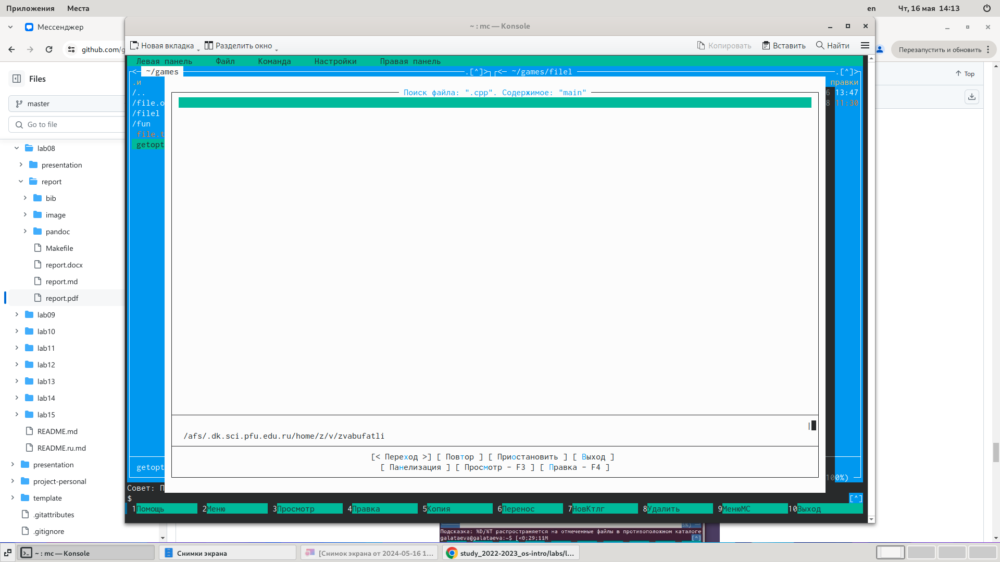 Приложения Места en Чт, 16 мая 14:13
Мессенджер
~ : mc — Konsole
github.com/g
Перезапустить и обновить
Новая вкладка Разделить окно Копировать Вставить Найти
Левая панель Файл Команда Настройки Правая панель
<─ ~/games .[^]> <─ ~/games/filel .[^]>
.и правки
/.. 6 13:47
/file.o 8 11:30
/filel
/fun
file.t
getopt
Поиск файла: ".cpp". Содержимое: "main"
/afs/.dk.sci.pfu.edu.ru/home/z/v/zvabufatli
[< Переход >] [ Повтор ] [ Приостановить ] [ Выход ]
[ Панелизация ] [ Просмотр - F3 ] [ Правка - F4 ]
getopt
100%)
Совет: П
$ [^]
1Помощь 2Меню 3Просмотр 4Правка 5Копия 6Перенос 7НовКтлг 8Удалить 9МенюМС 10Выход
Files
Top
master
Go to file
lab08
presentation
report
bib
image
pandoc
Makefile
report.docx
report.md
report.pdf
lab09
lab10
lab11
lab12
lab13
lab14
lab15
README.md
README.ru.md
presentation
project-personal
template
.gitattributes
.gitignore
Подсказка: %D/%T распространяется на отмеченные файлы в противоположном каталоге
galataeva@galataeva:~$ [<0;29;11M [^]
~ : mc — Konsole Снимки экрана [Снимок экрана от 2024-05-16 1... study_2022-2023_os-intro/labs/l...